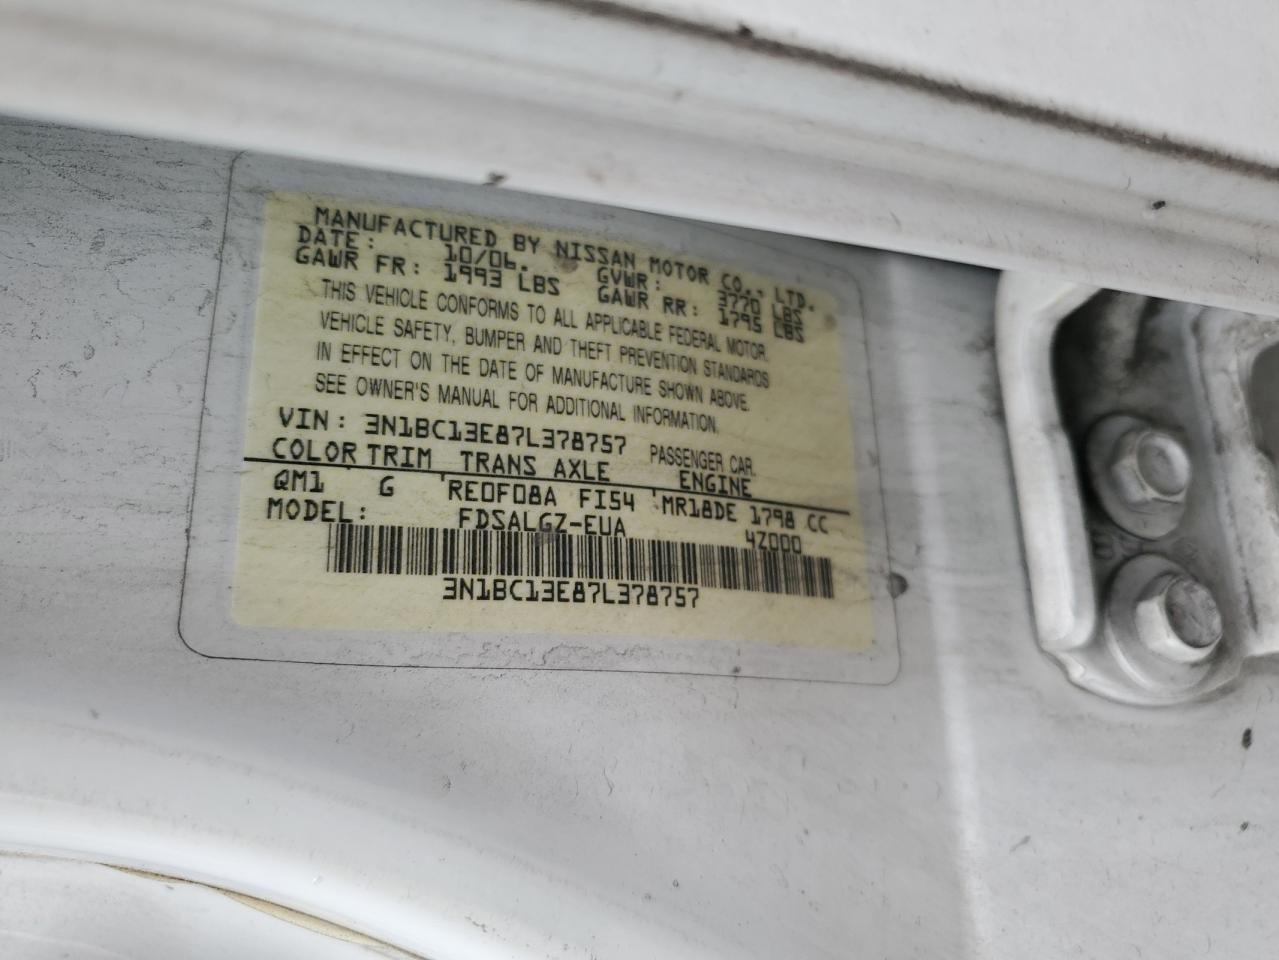 MANUFACTURED BY NISSAN MOTOR CO., LTD.
DATE: 10/06. GVWR: 3770 LBS
GAWR FR: 1993 LBS GAWR RR: 1795 LBS
THIS VEHICLE CONFORMS TO ALL APPLICABLE FEDERAL MOTOR
VEHICLE SAFETY, BUMPER AND THEFT PREVENTION STANDARDS
IN EFFECT ON THE DATE OF MANUFACTURE SHOWN ABOVE.
SEE OWNER'S MANUAL FOR ADDITIONAL INFORMATION.
VIN: 3N1BC13E87L378757 PASSENGER CAR.
COLOR TRIM TRANS AXLE ENGINE
QM1 G RE0F08A FI54 MR18DE 1798 CC
MODEL: FDSALGZ-EUA 4Z000
3N1BC13E87L378757